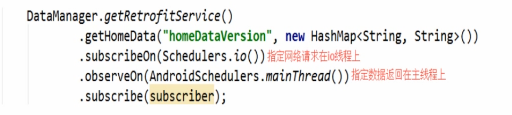 DataManager.getRetrofitService()
.getHomeData("homeDataVersion", new HashMap<String, String>())
.subscribeOn(Schedulers.io())指定网络请求在io线程上
.observeOn(AndroidSchedulers.mainThread())指定数据返回在主线程上
.subscribe(subscriber);